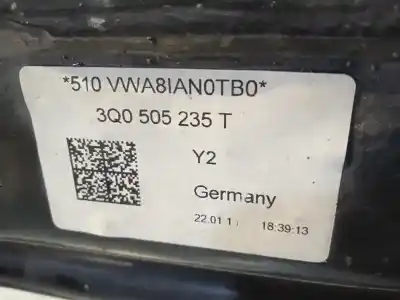 *510 VWA8IAN0TB0*
3Q0 505 235 T
Y2
Germany
22.01 1 18:39:13